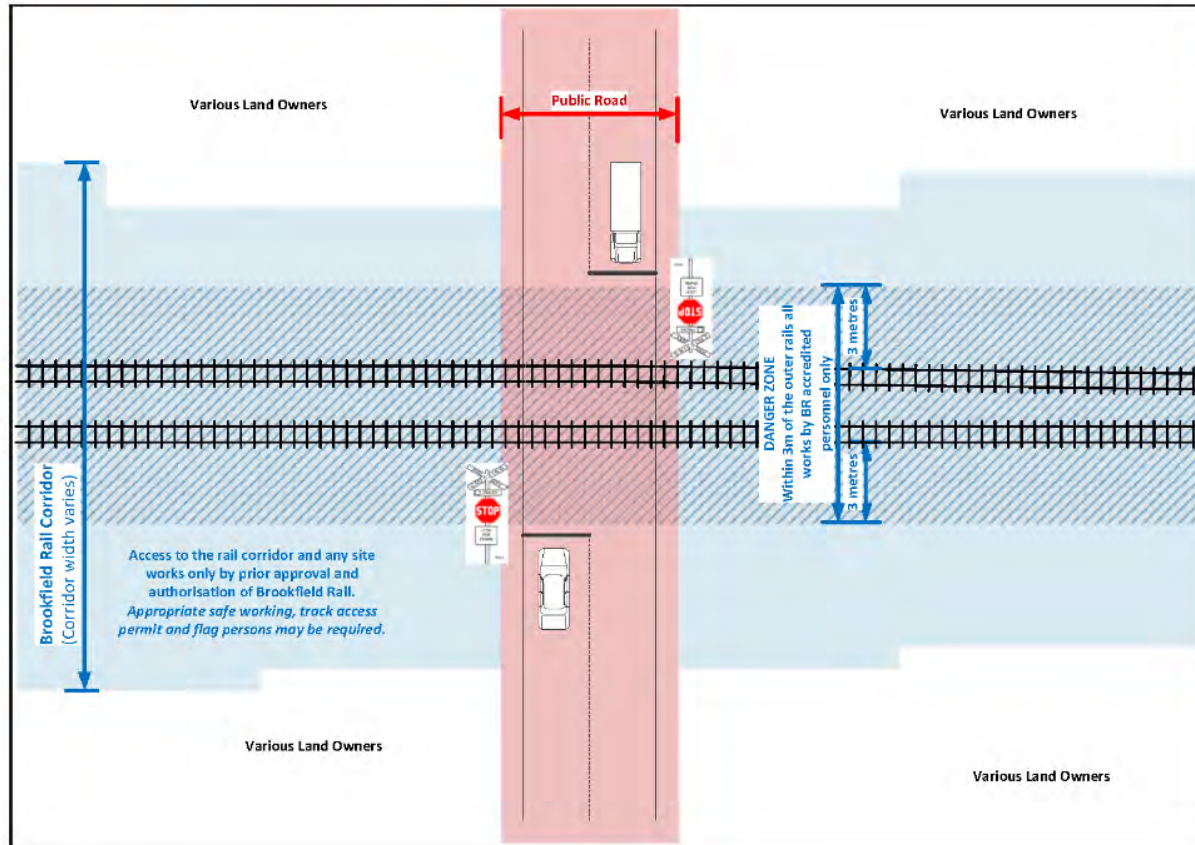 Various Land Owners
Public Road
Various Land Owners
STOP
3 metres
DANGER ZONE
Within 3m of the outer rails all
works by BR accredited
personnel only
3 metres
STOP
Brookfield Rail Corridor
(Corridor width varies)
Access to the rail corridor and any site
works only by prior approval and
authorisation of Brookfield Rail.
Appropriate safe working, track access
permit and flag persons may be required.
Various Land Owners
Various Land Owners